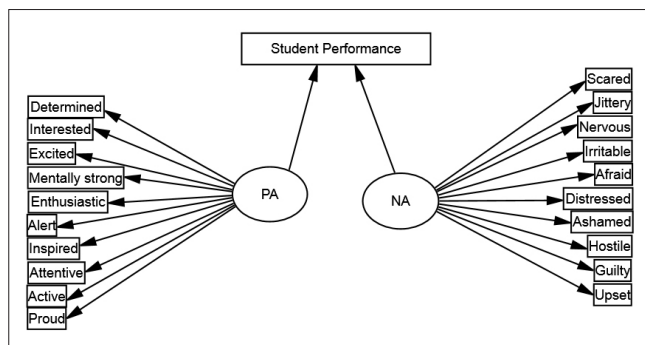 Student Performance
Determined
Interested
Excited
Mentally strong
Enthusiastic
Alert
Inspired
Attentive
Active
Proud
PA
NA
Scared
Jittery
Nervous
Irritable
Afraid
Distressed
Ashamed
Hostile
Guilty
Upset